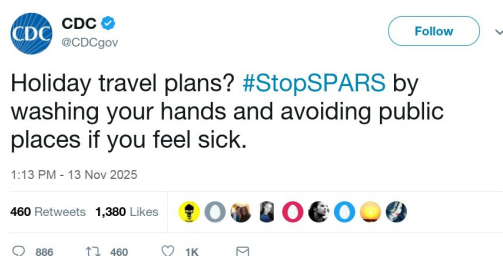 CDC
CDC
@CDCgov
Follow
Holiday travel plans? #StopSPARS by
washing your hands and avoiding public
places if you feel sick.
1:13 PM - 13 Nov 2025
460 Retweets 1,380 Likes
886 460 1K